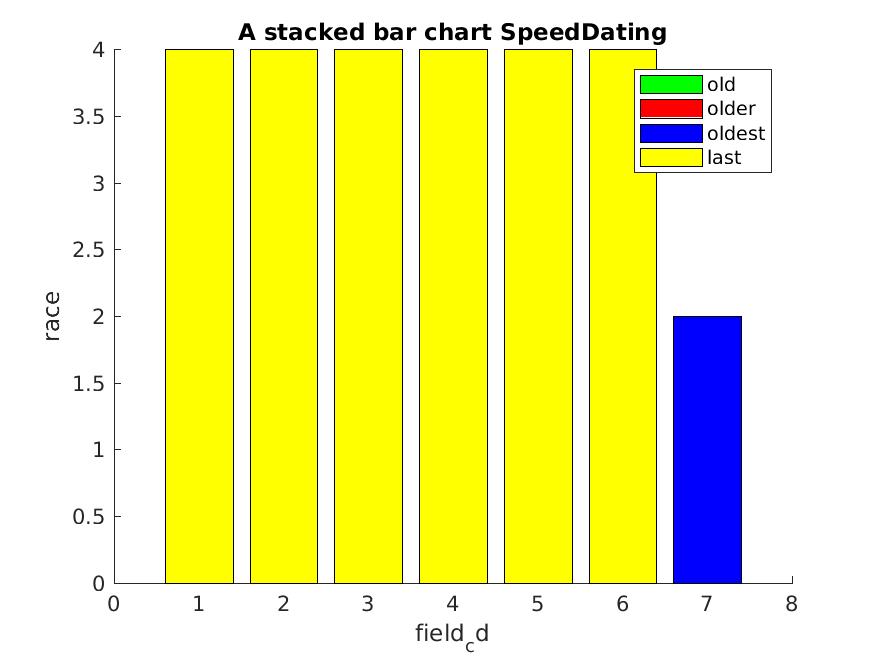 A stacked bar chart SpeedDating
4
3.5
3
2.5
2
1.5
1
0.5
0
race
old
older
oldest
last
0 1 2 3 4 5 6 7 8
field_cd